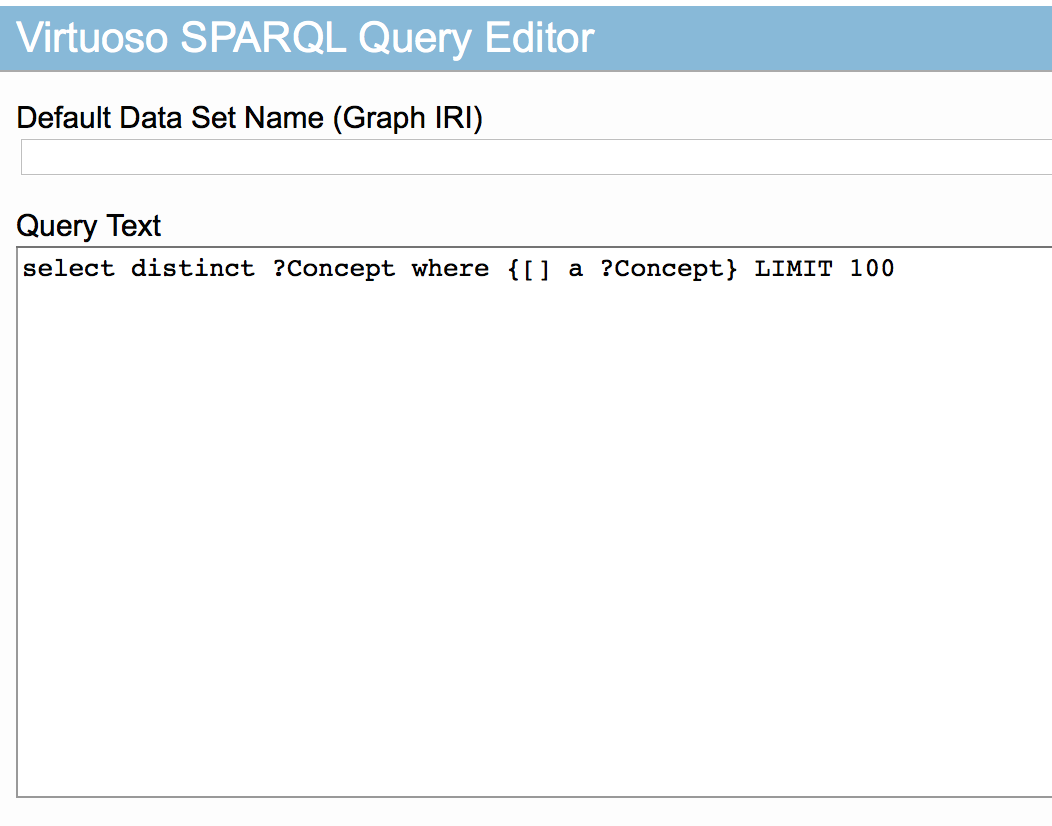 Virtuoso SPARQL Query Editor
Default Data Set Name (Graph IRI)
Query Text
select distinct ?Concept where {[] a ?Concept} LIMIT 100